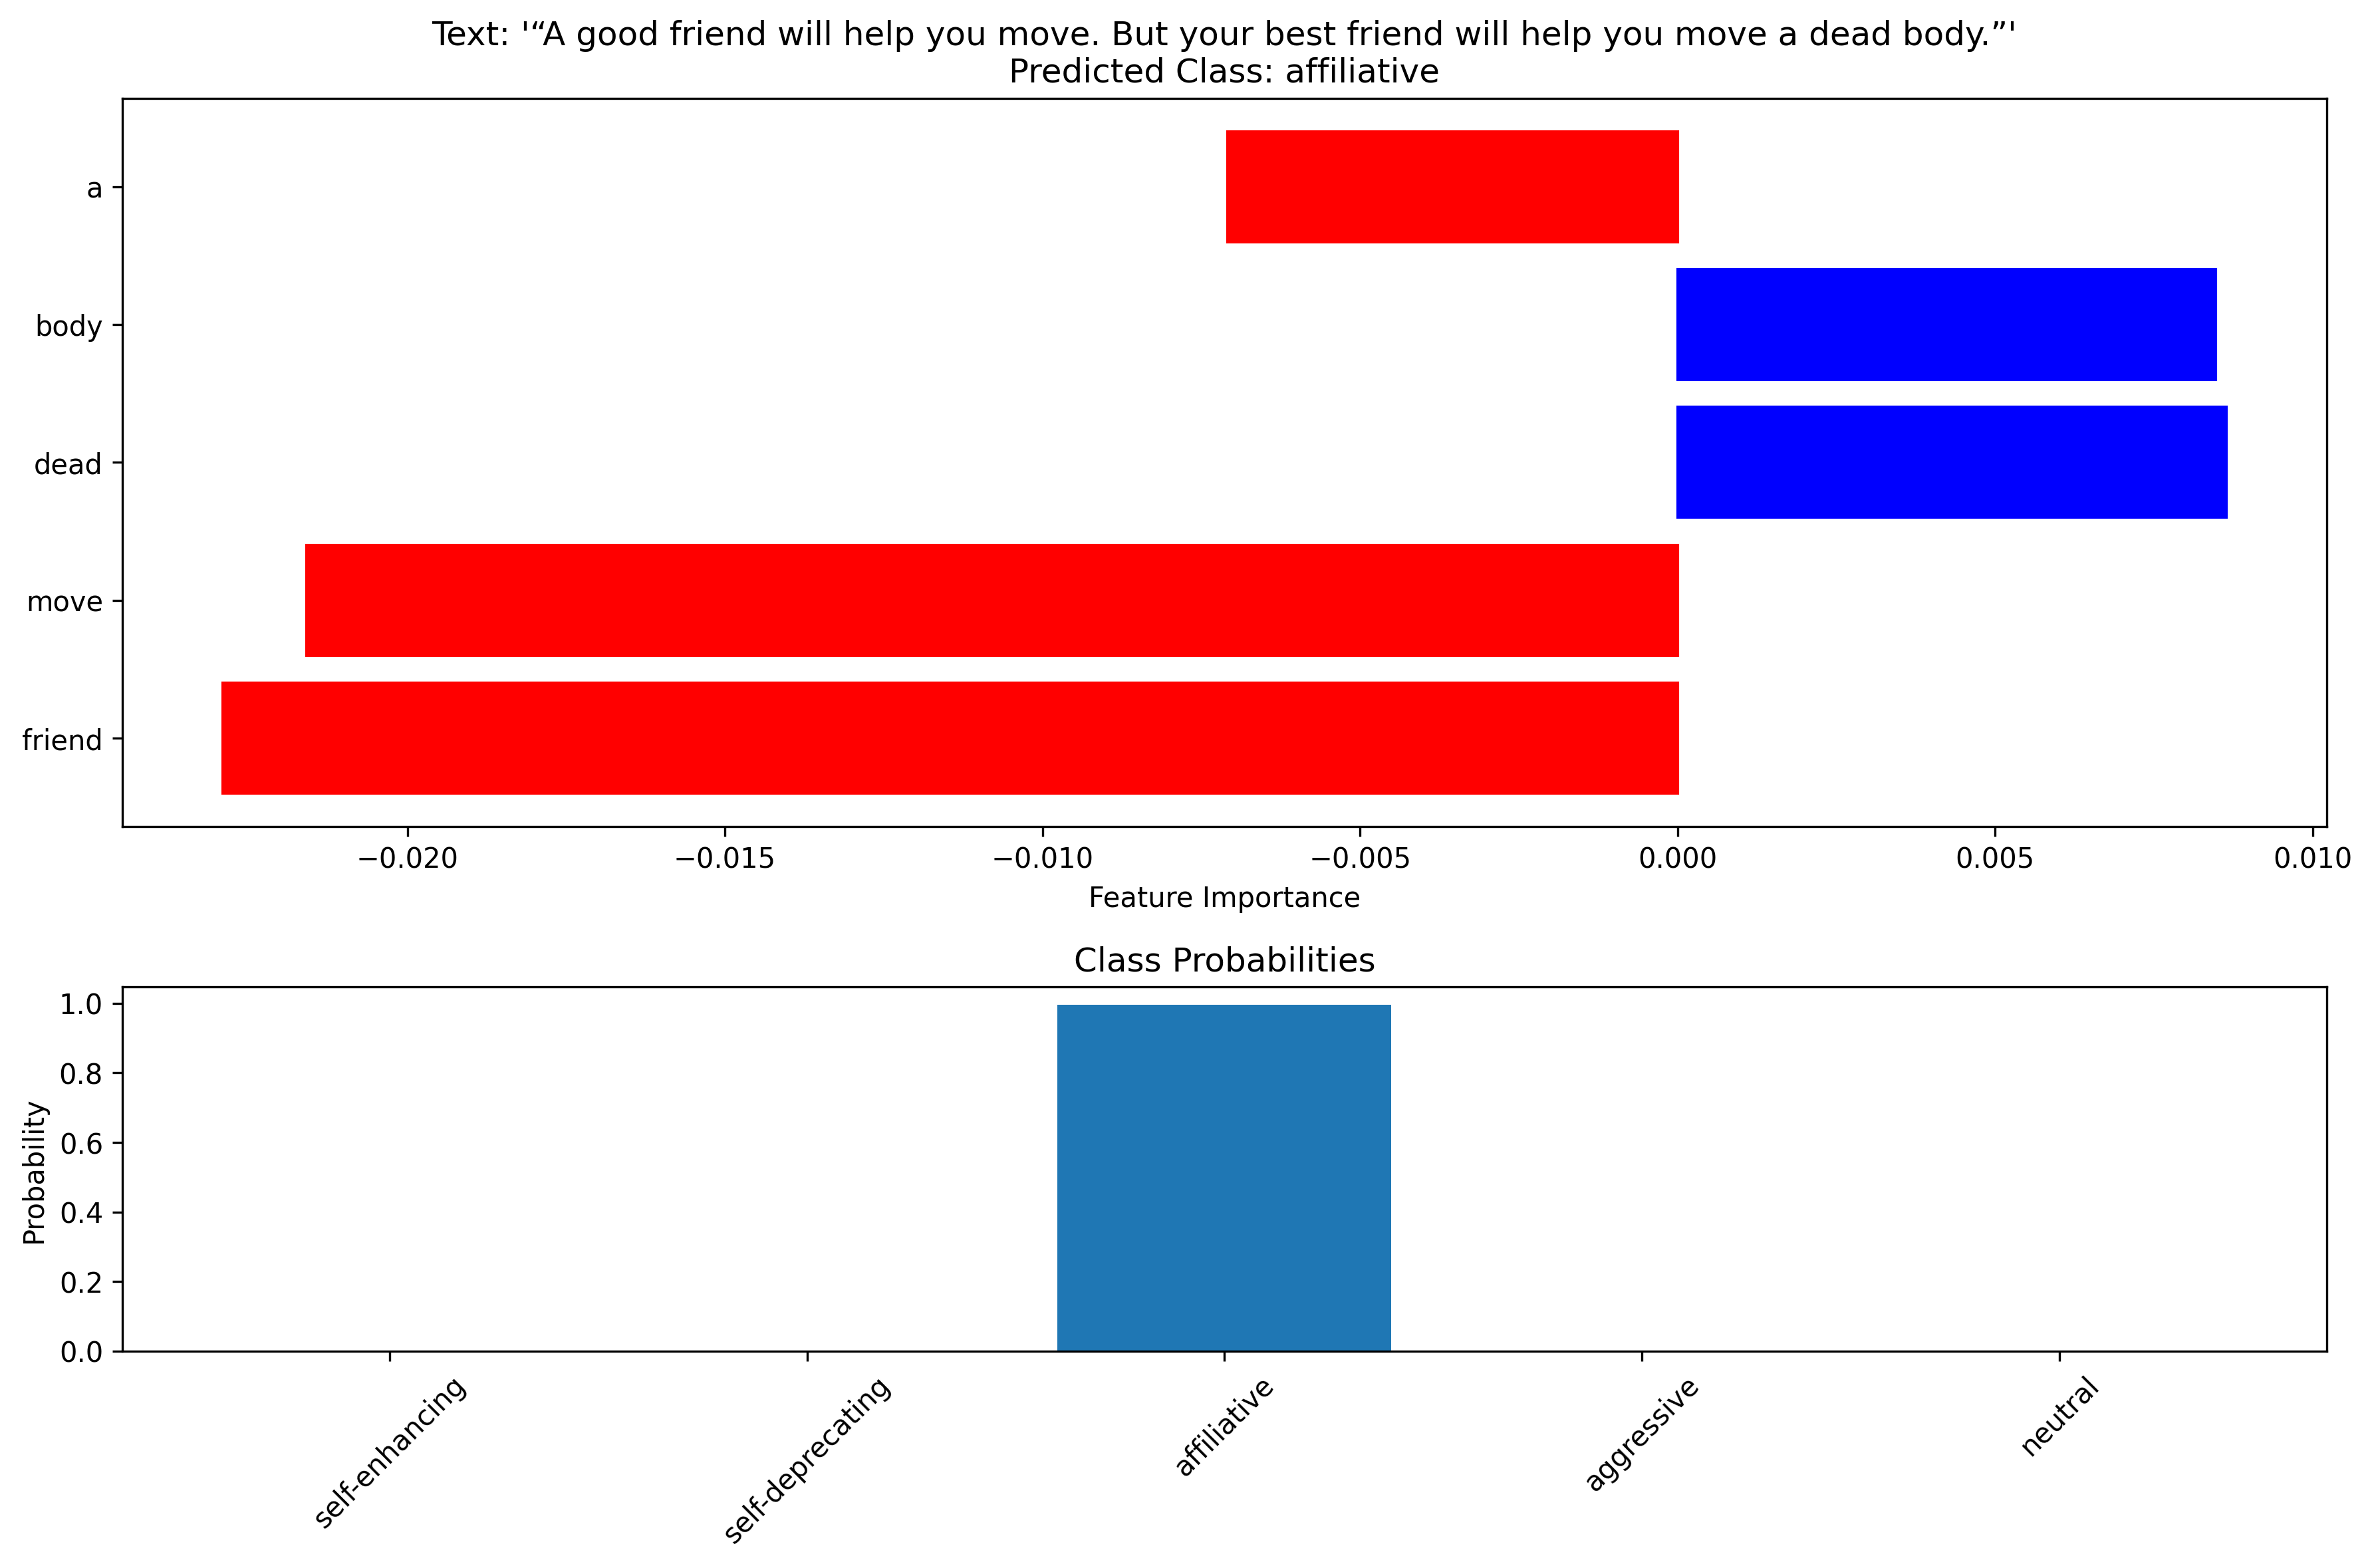 Text: '“A good friend will help you move. But your best friend will help you move a dead body.”'
Predicted Class: affiliative
a
body
dead
move
friend
−0.020 −0.015 −0.010 −0.005 0.000 0.005 0.010
Feature Importance
Class Probabilities
1.0
0.8
0.6
0.4
0.2
0.0
Probability
self-enhancing self-deprecating affiliative aggressive neutral